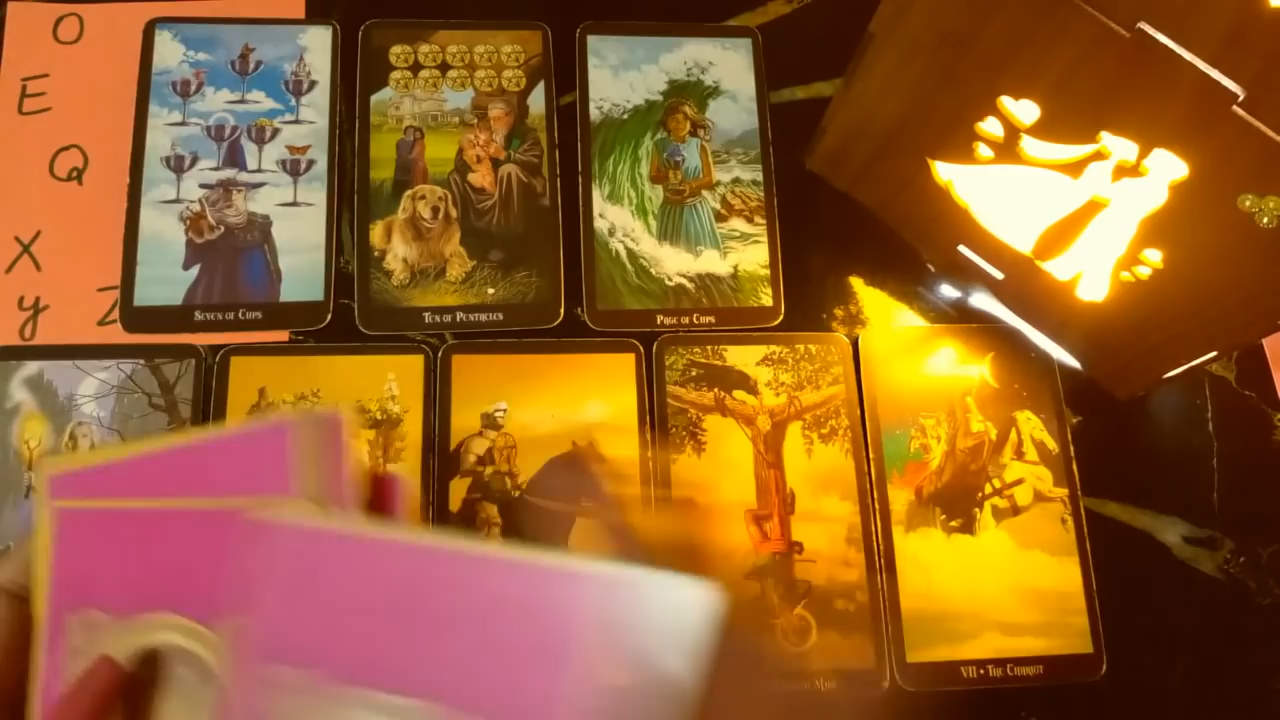 O
E
Q
X
y Z
SEVEN OF CUPS
TEN OF PENTACLES
PAGE OF CUPS
VII • THE CHARIOT